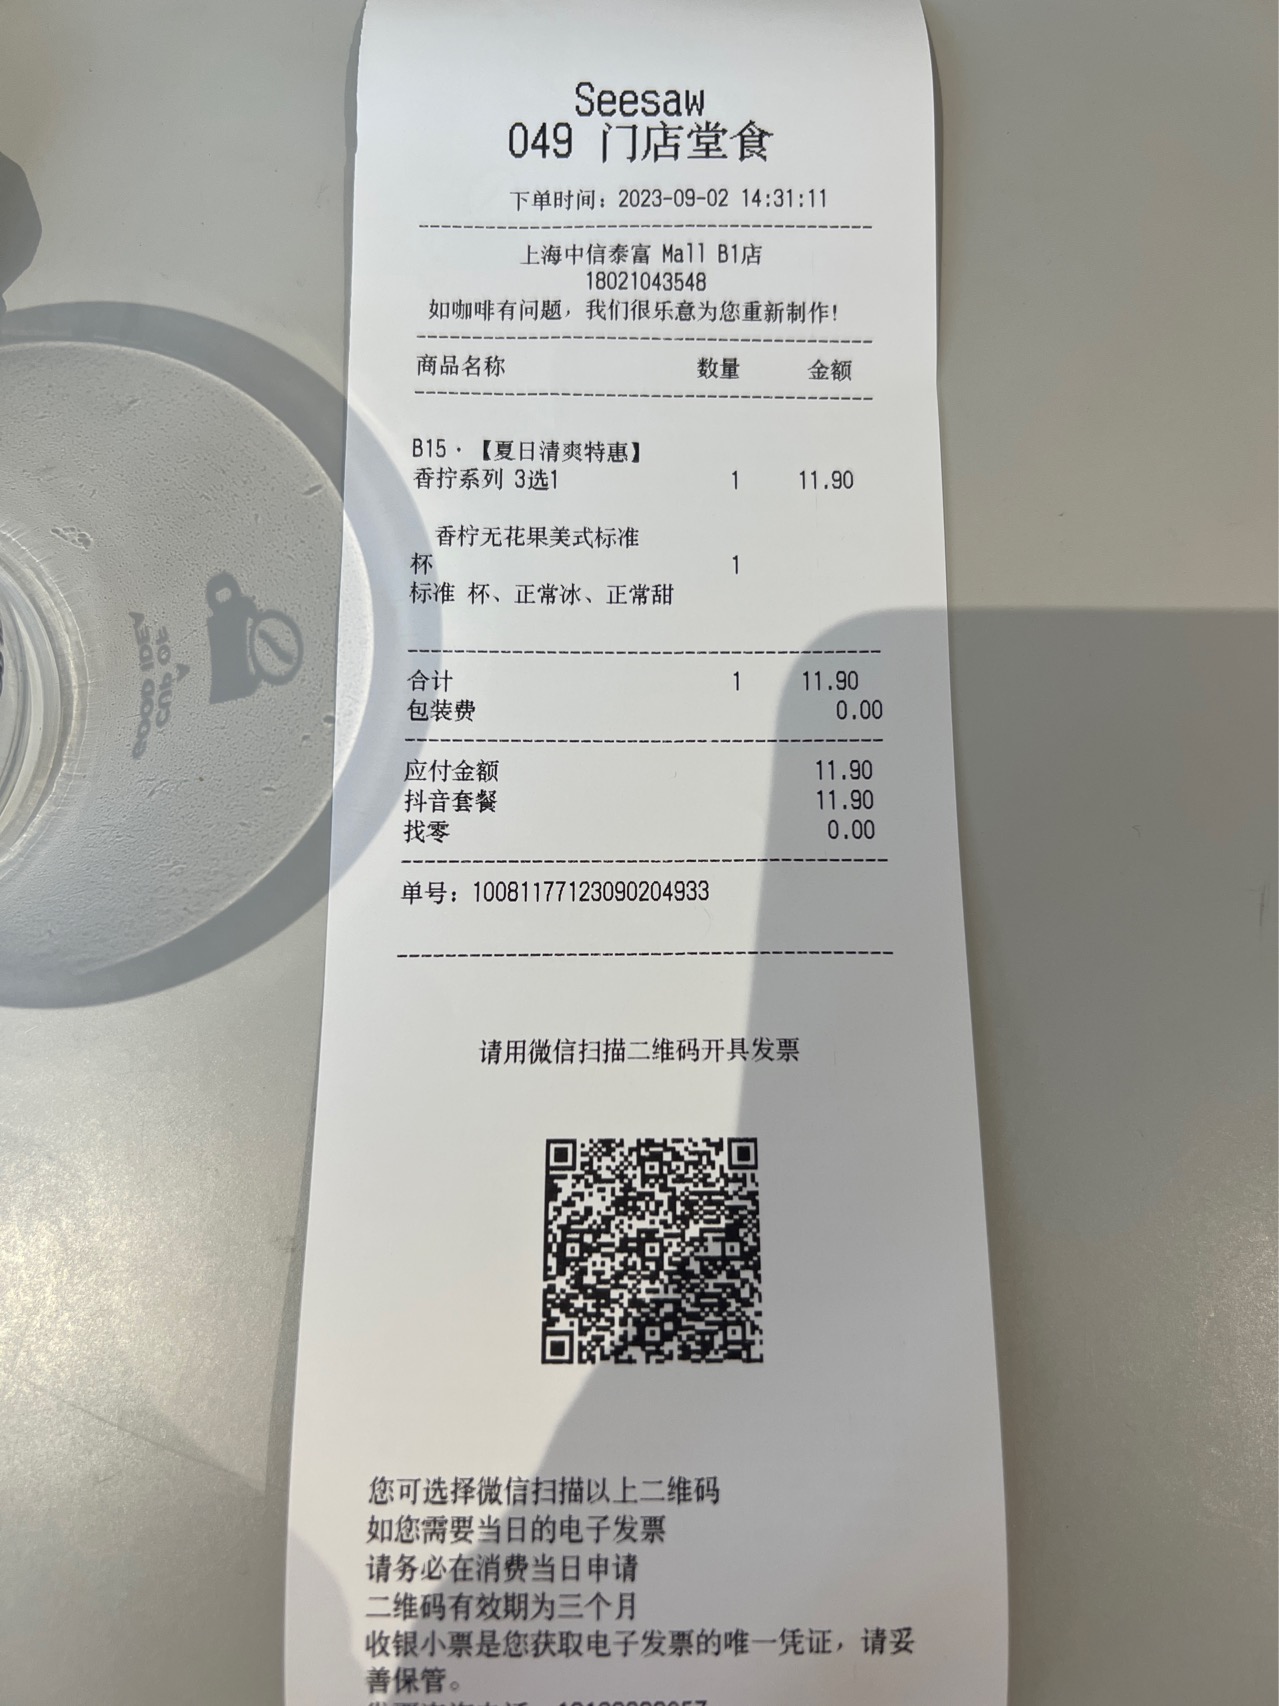 Seesaw
049 门店堂食
下单时间：2023-09-02 14:31:11
上海中信泰富 Mall B1店
18021043548
如咖啡有问题，我们很乐意为您重新制作！
商品名称 数量 金额
B15·【夏日清爽特惠】
香柠系列 3选1 1 11.90
香柠无花果美式标准
杯 1
标准 杯、正常冰、正常甜
合计 1 11.90
包装费 0.00
应付金额 11.90
抖音套餐 11.90
找零 0.00
单号：10081177123090204933
请用微信扫描二维码开具发票
您可选择微信扫描以上二维码
如您需要当日的电子发票
请务必在消费当日申请
二维码有效期为三个月
收银小票是您获取电子发票的唯一凭证，请妥
善保管。
A
CUP OF
GOOD IDEA